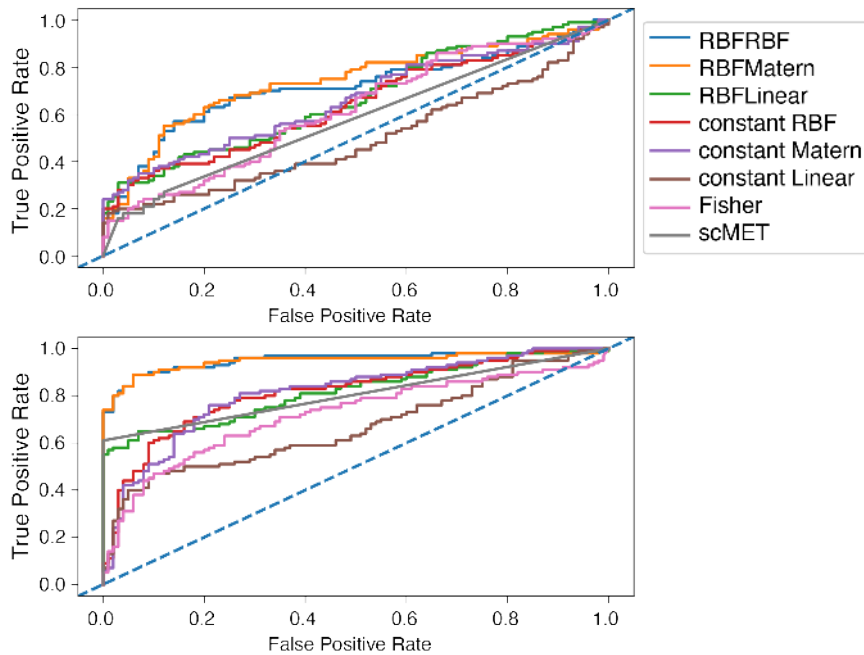 1.0
0.8
0.6
0.4
0.2
0.0
True Positive Rate
0.0 0.2 0.4 0.6 0.8 1.0
False Positive Rate
RBFRBF
RBFMatern
RBFLinear
constant RBF
constant Matern
constant Linear
Fisher
scMET
1.0
0.8
0.6
0.4
0.2
0.0
True Positive Rate
0.0 0.2 0.4 0.6 0.8 1.0
False Positive Rate